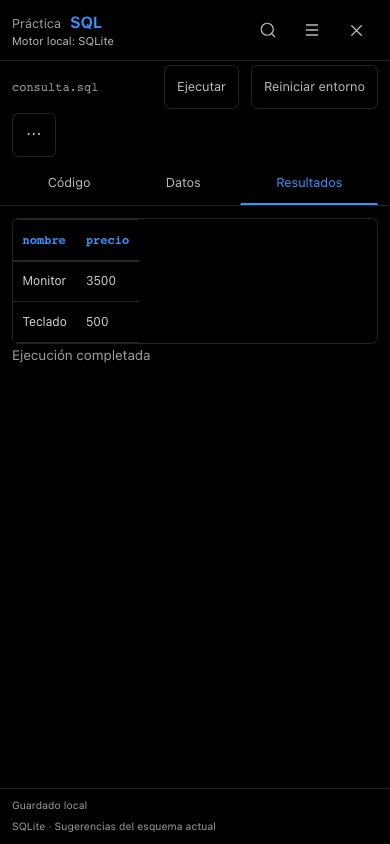 Práctica SQL
Motor local: SQLite
consulta.sql Ejecutar Reiniciar entorno
...
Código Datos Resultados
nombre precio
Monitor 3500
Teclado 500
Ejecución completada
Guardado local
SQLite · Sugerencias del esquema actual